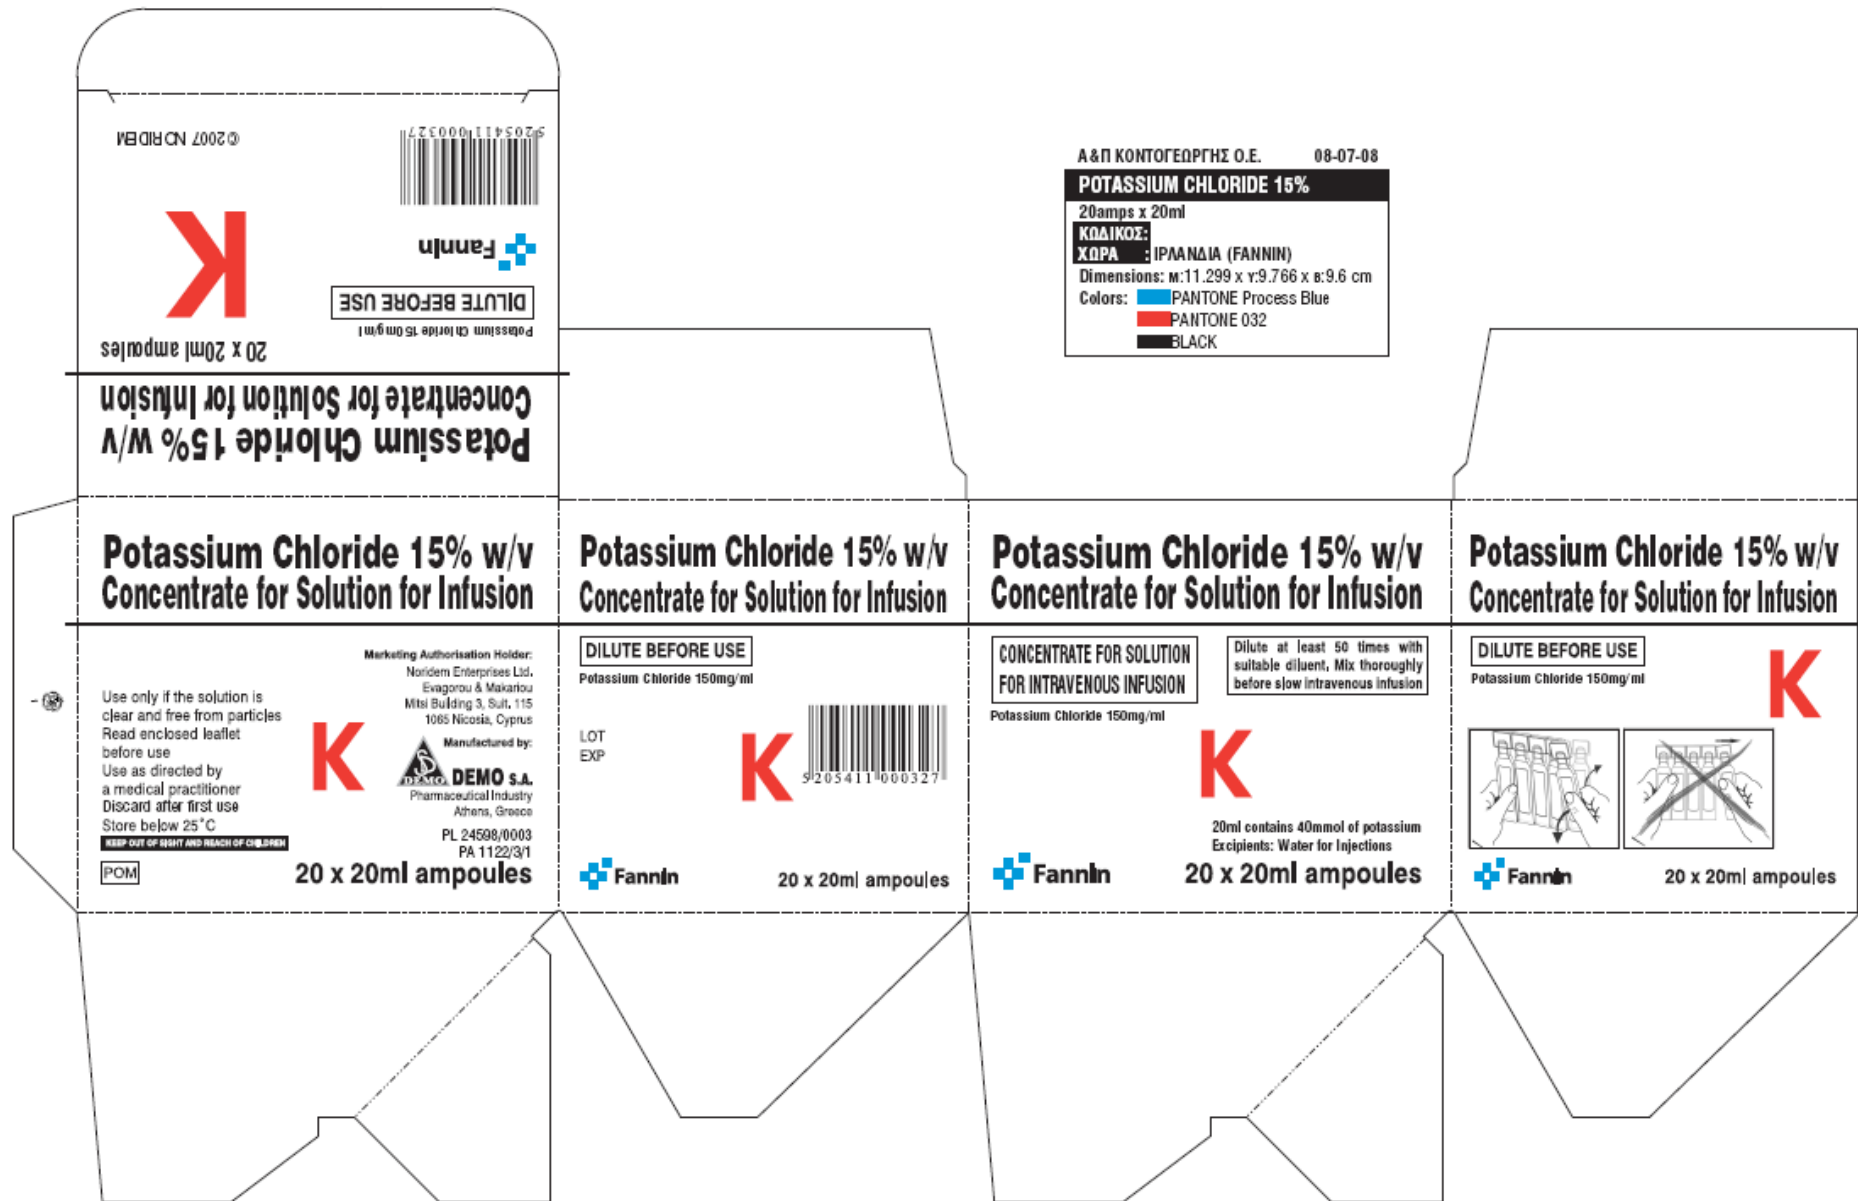 ©2007 NORIDEM
5 205411 000327
K
Fannin
DILUTE BEFORE USE
Potassium Chloride 150mg/ml
20 x 20ml ampoules
Potassium Chloride 15% w/v
Concentrate for Solution for Infusion
Α&Π ΚΟΝΤΟΓΕΩΡΓΗΣ Ο.Ε. 08-07-08
POTASSIUM CHLORIDE 15%
20amps x 20ml
ΚΩΔΙΚΟΣ:
ΧΩΡΑ : ΙΡΛΑΝΔΙΑ (FANNIN)
Dimensions: Μ:11.299 x Υ:9.766 x Β:9.6 cm
Colors: PANTONE Process Blue
PANTONE 032
BLACK
Potassium Chloride 15% w/v
Concentrate for Solution for Infusion
Use only if the solution is
clear and free from particles
Read enclosed leaflet
before use
Use as directed by
a medical practitioner
Discard after first use
Store below 25°C
KEEP OUT OF SIGHT AND REACH OF CHILDREN
POM
K
Marketing Authorisation Holder:
Noridem Enterprises Ltd.
Evagorou & Makariou
Mitsi Building 3, Suit. 115
1065 Nicosia, Cyprus
Manufactured by:
DEMO
DEMO S.A.
Pharmaceutical Industry
Athens, Greece
PL 24598/0003
PA 1122/3/1
20 x 20ml ampoules
Potassium Chloride 15% w/v
Concentrate for Solution for Infusion
DILUTE BEFORE USE
Potassium Chloride 150mg/ml
LOT
EXP
K
5 205411 000327
Fannin
20 x 20ml ampoules
Potassium Chloride 15% w/v
Concentrate for Solution for Infusion
CONCENTRATE FOR SOLUTION
FOR INTRAVENOUS INFUSION
Dilute at least 50 times with
suitable diluent, Mix thoroughly
before slow intravenous infusion
Potassium Chloride 150mg/ml
K
20ml contains 40mmol of potassium
Excipients: Water for Injections
Fannin
20 x 20ml ampoules
Potassium Chloride 15% w/v
Concentrate for Solution for Infusion
DILUTE BEFORE USE
Potassium Chloride 150mg/ml
K
Fannin
20 x 20ml ampoules